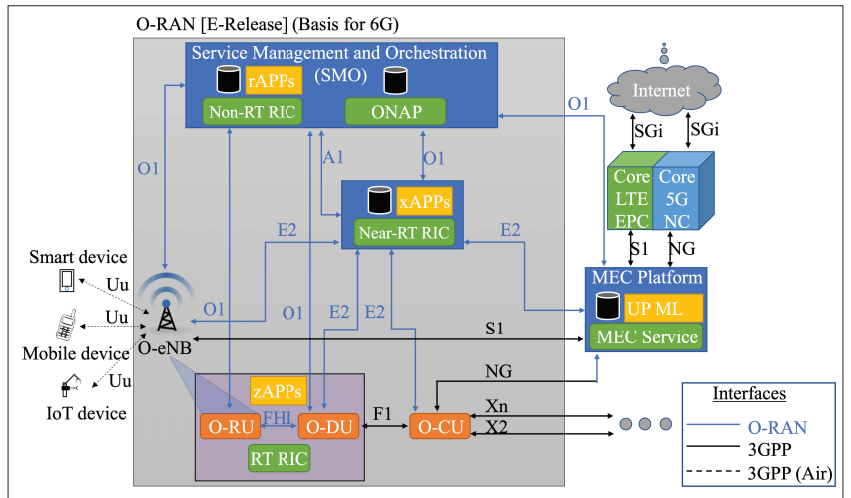 O-RAN [E-Release] (Basis for 6G)
Service Management and Orchestration
(SMO)
rAPPs
Non-RT RIC
ONAP
O1
Internet
SGi
SGi
O1
A1
O1
Core
LTE
EPC
Core
5G
NC
xAPPs
Near-RT RIC
E2
E2
S1
NG
Smart device
Uu
MEC Platform
UP ML
MEC Service
Uu
O1
O1
E2
E2
S1
Mobile device
O-eNB
Uu
IoT device
NG
zAPPs
O-RU
FHI
O-DU
F1
O-CU
Xn
X2
RT RIC
Interfaces
O-RAN
3GPP
3GPP (Air)